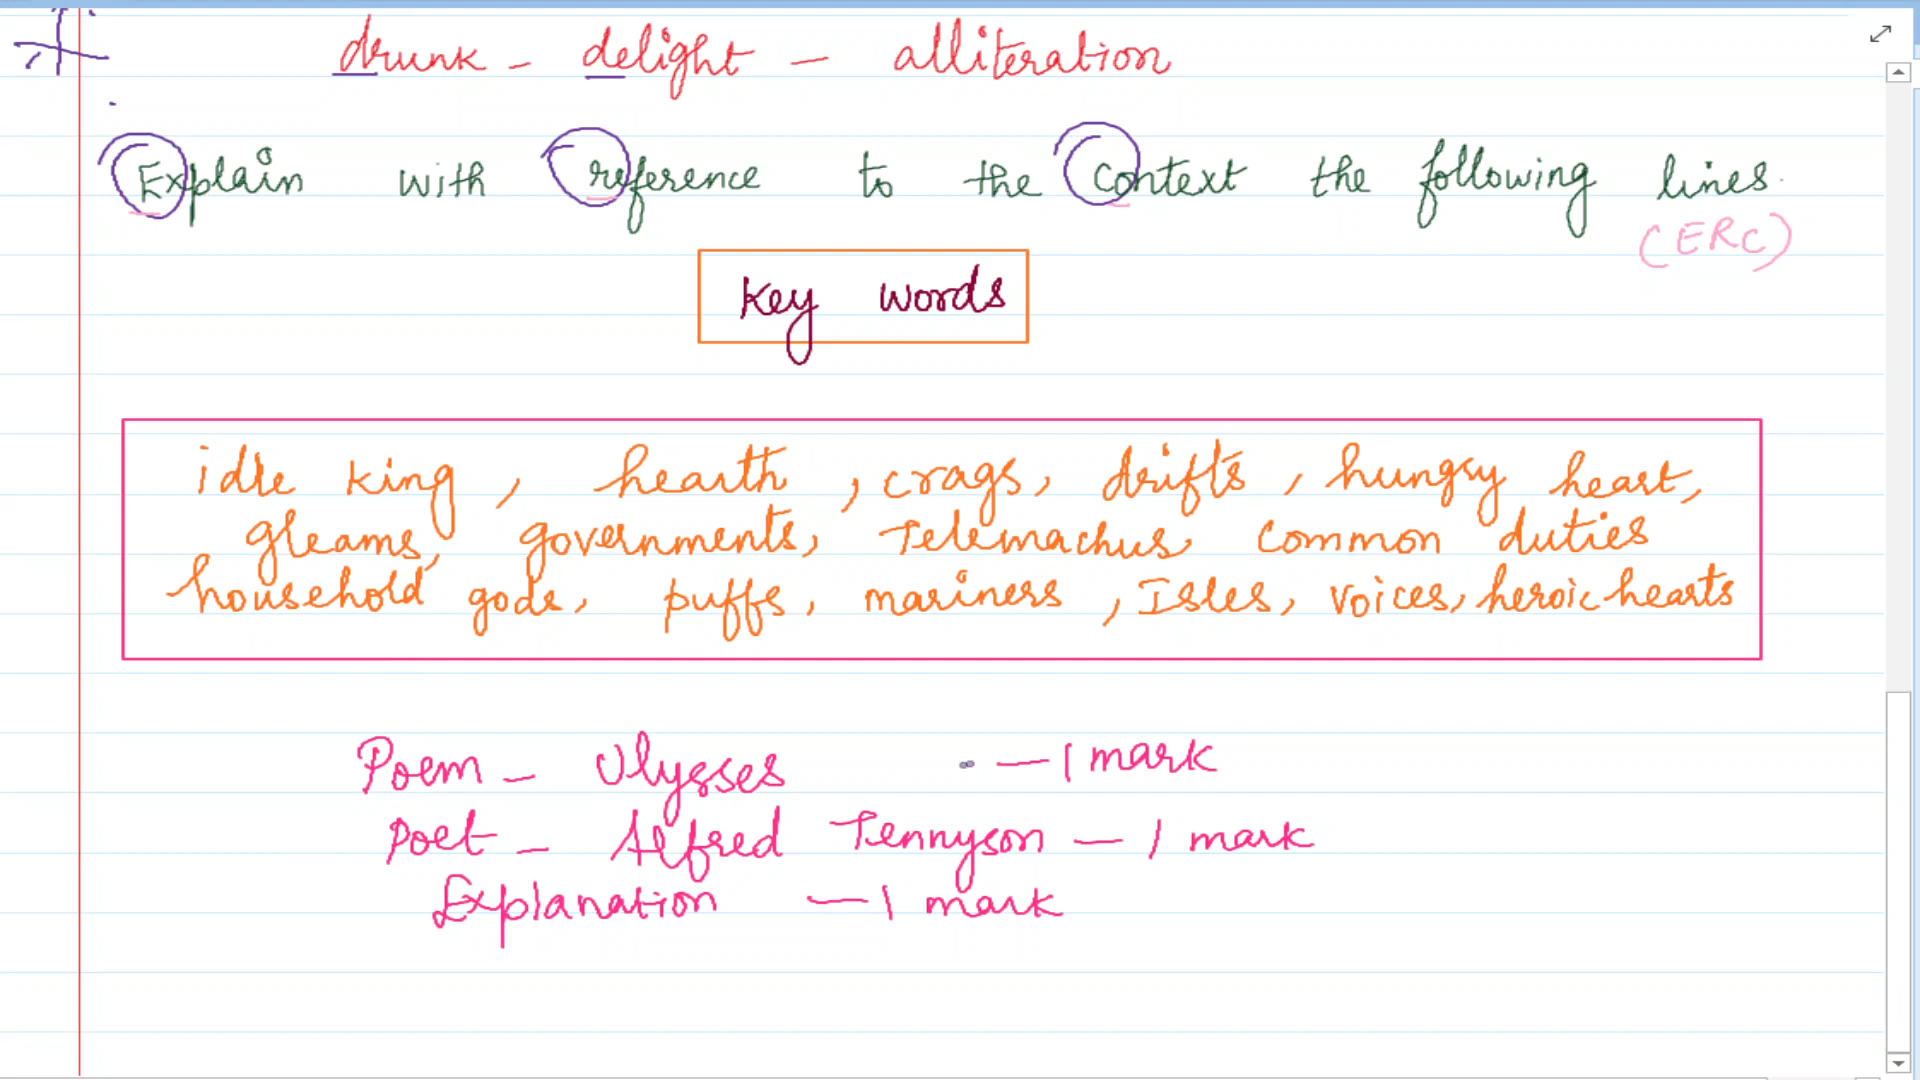 drunk - delight - alliteration
Explain with reference to the context the following lines.
(ERC)
Key words
idle king, hearth, crags, drifts, hungry heart,
gleams, governments, Telemachus, common duties
household gods, puffs, mariners, Isles, voices, heroic hearts
Poem - Ulysses - 1 mark
Poet - Alfred Tennyson - 1 mark
Explanation - 1 mark